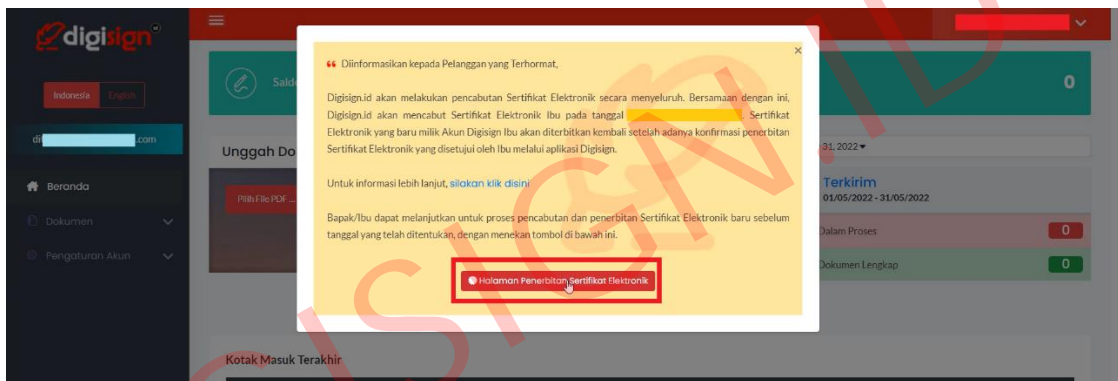 digisign
Indonesia English
di .com
Beranda
Dokumen
Pengaturan Akun
Sald
0
Unggah Do
31, 2022
Pilih File PDF ...
Terkirim
01/05/2022 - 31/05/2022
Dalam Proses 0
Dokumen Lengkap 0
Kotak Masuk Terakhir
×
Diinformasikan kepada Pelanggan yang Terhormat,
Digisign.id akan melakukan pencabutan Sertifikat Elektronik secara menyeluruh. Bersamaan dengan ini,
Digisign.id akan mencabut Sertifikat Elektronik Ibu pada tanggal . Sertifikat
Elektronik yang baru milik Akun Digisign Ibu akan diterbitkan kembali setelah adanya konfirmasi penerbitan
Sertifikat Elektronik yang disetujui oleh Ibu melalui aplikasi Digisign.
Untuk informasi lebih lanjut, silakan klik disini
Bapak/Ibu dapat melanjutkan untuk proses pencabutan dan penerbitan Sertifikat Elektronik baru sebelum
tanggal yang telah ditentukan, dengan menekan tombol di bawah ini.
Halaman Penerbitan Sertifikat Elektronik
GISIGN.ID